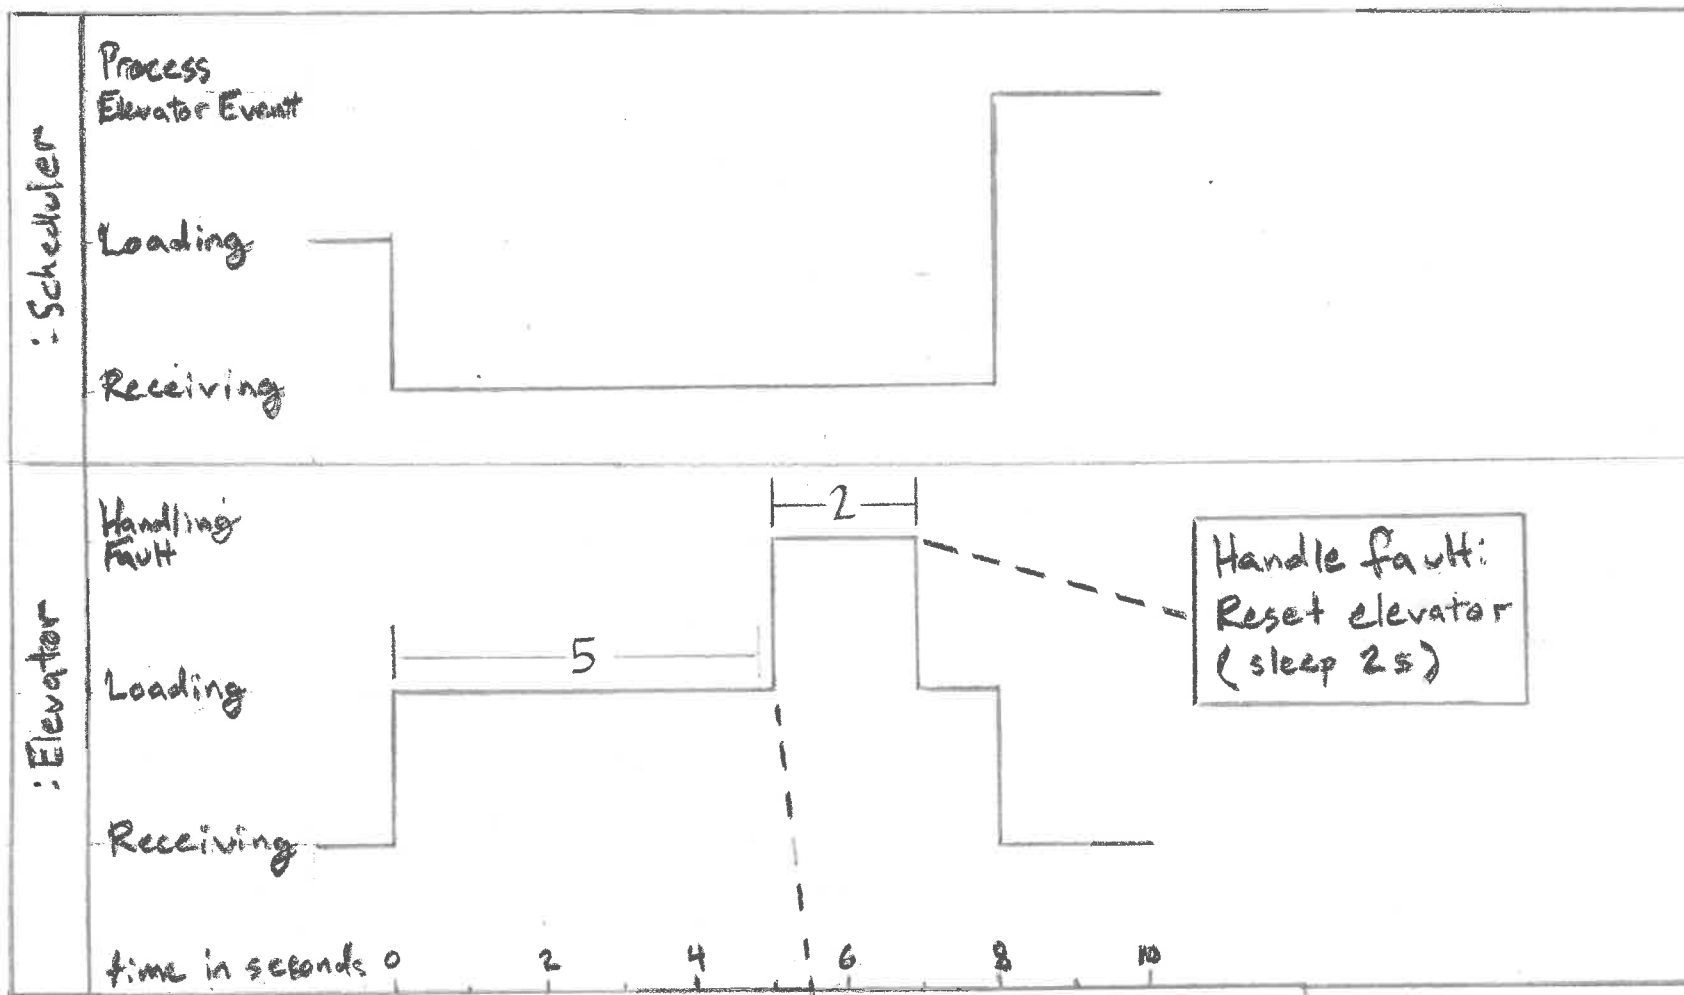 :Scheduler
Process
Elevator Event
Loading
Receiving
:Elevator
Handling
Fault
2
Handle fault:
Reset elevator
(sleep 2s)
5
Loading
Receiving
time in seconds 0 2 4 6 8 10